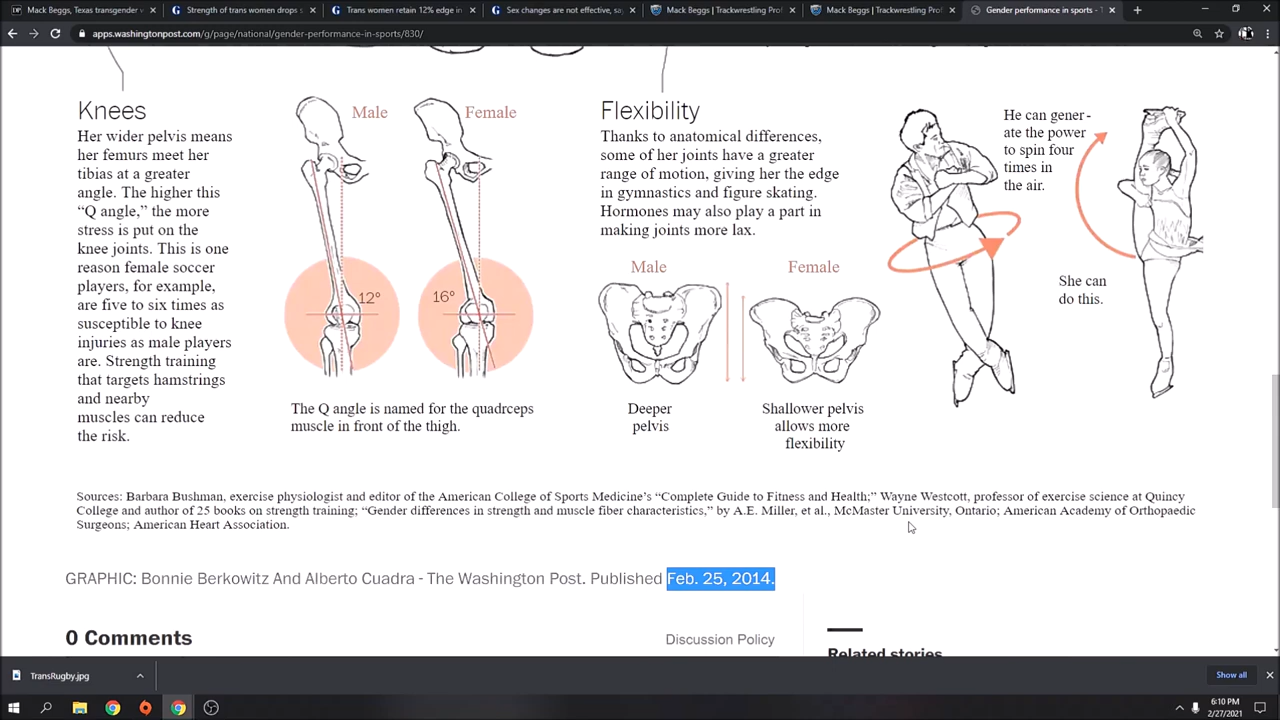 Mack Beggs, Texas transgender w
Strength of trans women drops s
Trans women retain 12% edge in
Sex changes are not effective, sa
Mack Beggs | Trackwrestling Prof
Mack Beggs | Trackwrestling Prof
Gender performance in sports - T
apps.washingtonpost.com/g/page/national/gender-performance-in-sports/830/
Knees
Her wider pelvis means
her femurs meet her
tibias at a greater
angle. The higher this
“Q angle,” the more
stress is put on the
knee joints. This is one
reason female soccer
players, for example,
are five to six times as
susceptible to knee
injuries as male players
are. Strength training
that targets hamstrings
and nearby
muscles can reduce
the risk.
Male
Female
12°
16°
The Q angle is named for the quadrceps
muscle in front of the thigh.
Flexibility
Thanks to anatomical differences,
some of her joints have a greater
range of motion, giving her the edge
in gymnastics and figure skating.
Hormones may also play a part in
making joints more lax.
Male
Female
Deeper
pelvis
Shallower pelvis
allows more
flexibility
He can gener-
ate the power
to spin four
times in
the air.
She can
do this.
Sources: Barbara Bushman, exercise physiologist and editor of the American College of Sports Medicine’s “Complete Guide to Fitness and Health;” Wayne Westcott, professor of exercise science at Quincy
College and author of 25 books on strength training; “Gender differences in strength and muscle fiber characteristics,” by A.E. Miller, et al., McMaster University, Ontario; American Academy of Orthopaedic
Surgeons; American Heart Association.
GRAPHIC: Bonnie Berkowitz And Alberto Cuadra - The Washington Post. Published Feb. 25, 2014.
0 Comments
Discussion Policy
Related stories
TransRugby.jpg
Show all
6:10 PM
2/27/2021